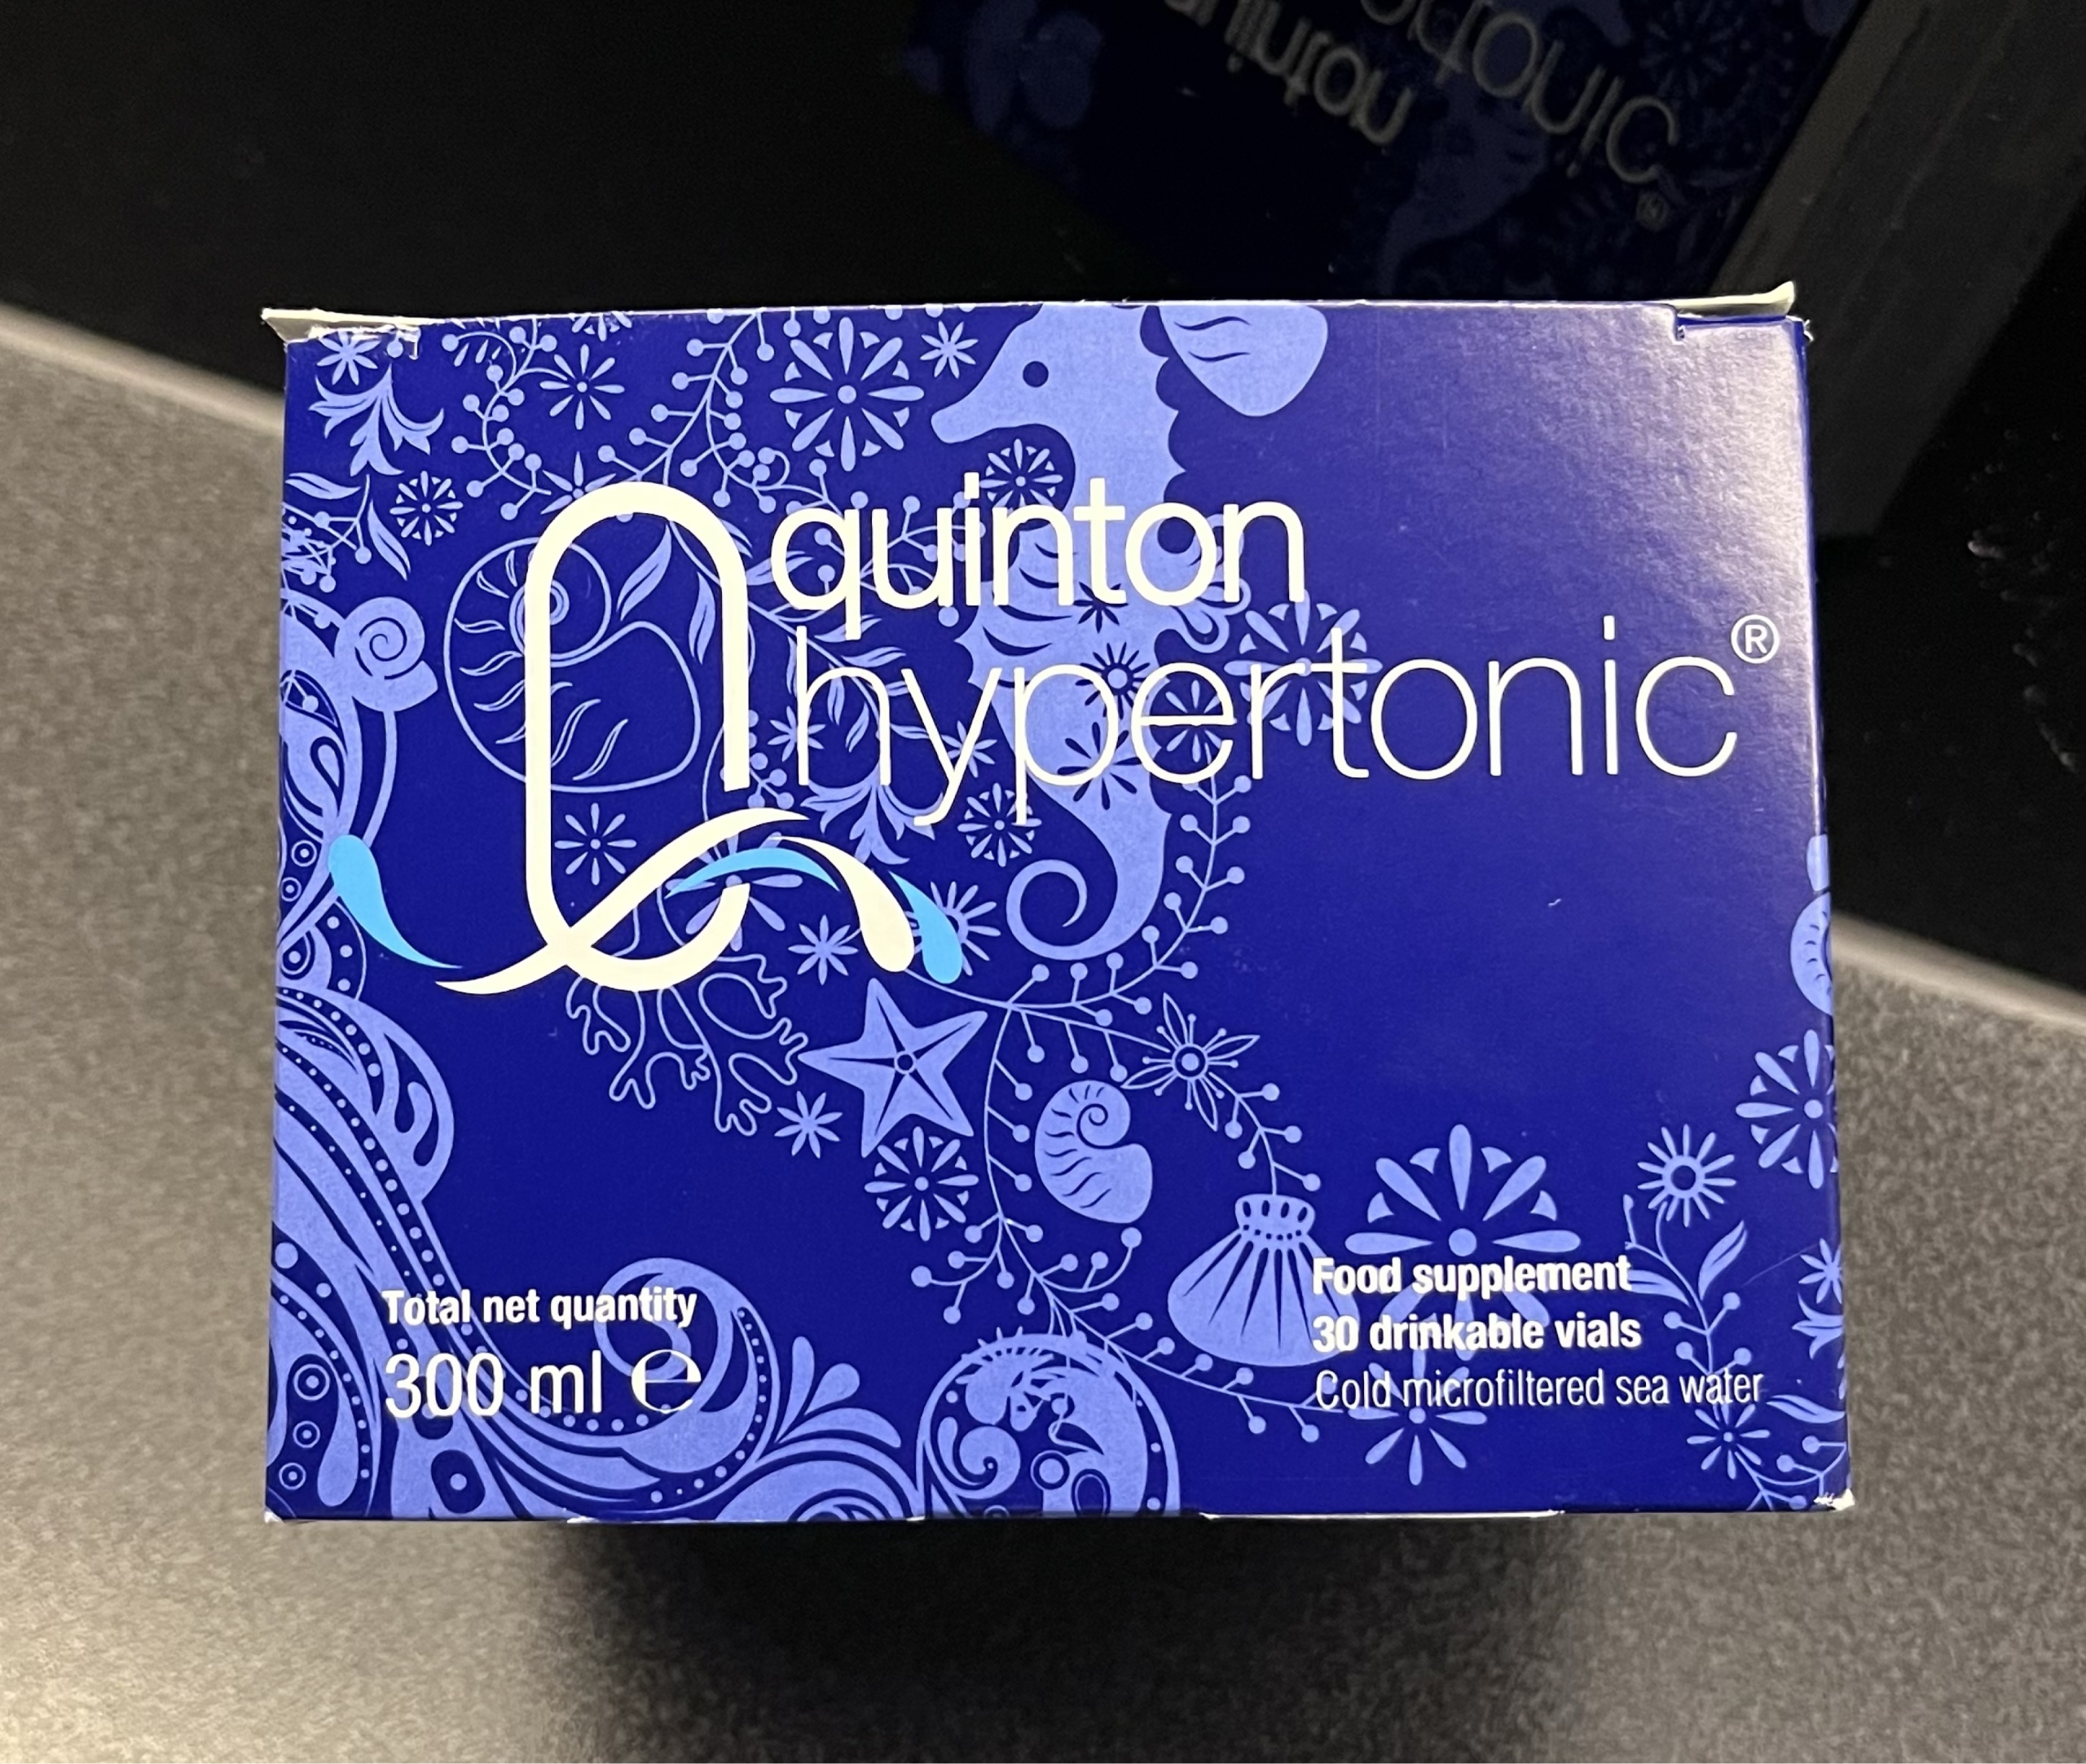 quinton
hypertonic®
Total net quantity
300 ml ℮
Food supplement
30 drinkable vials
Cold microfiltered sea water